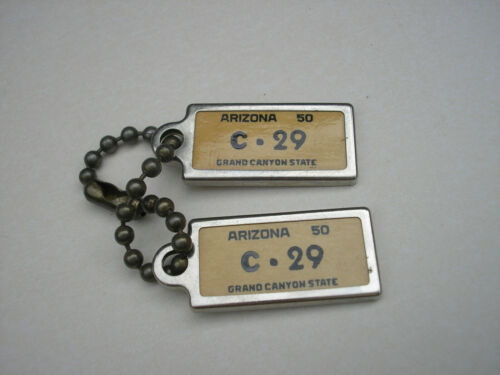 ARIZONA 50
C · 29
GRAND CANYON STATE
ARIZONA 50
C · 29
GRAND CANYON STATE